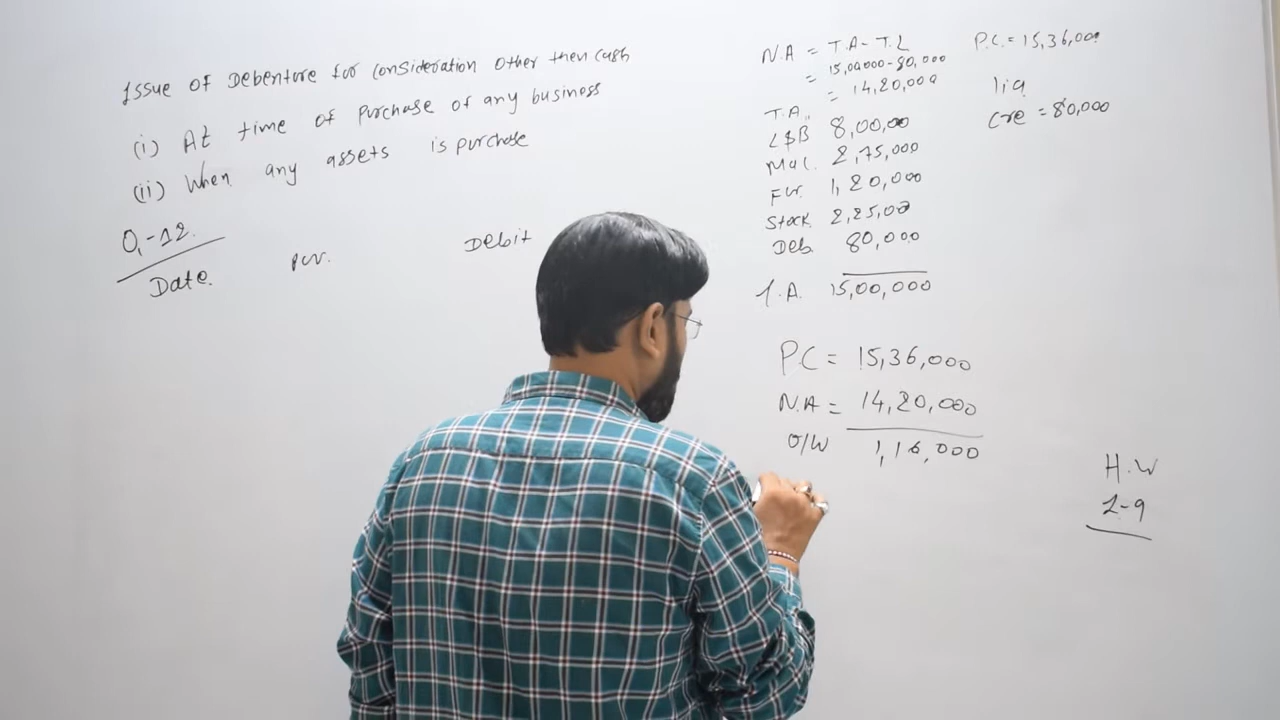 Issue of Debenture for consideration other then cash
(i) At time of Purchase of any business
(ii) When any assets is purchase
Q.-12.
Date. Debit
N.A = T.A - T.L
= 15,00,000 - 80,000
= 14,20,000
T.A
L&B 8,00,000
Mac. 2,75,000
Fur. 1,20,000
Stock 2,25,000
Deb. 80,000
T.A. 15,00,000
P.C = 15,36,000
N.A = 14,20,000
G/W 1,16,000
P.C. = 15,36,000
lia
Cre = 80,000
H.W
1-9